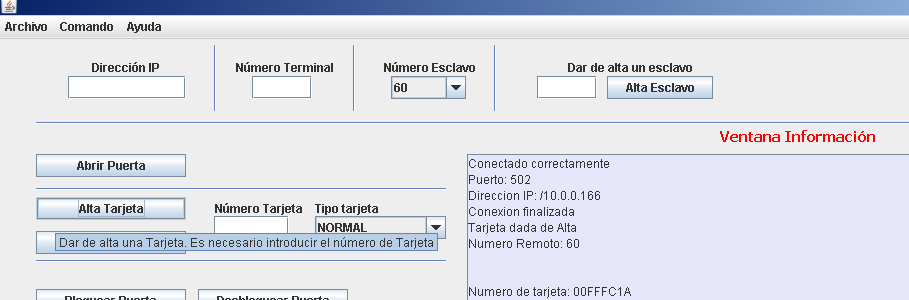 Archivo Comando Ayuda
Dirección IP Número Terminal Número Esclavo Dar de alta un esclavo
60 Alta Esclavo
Ventana Información
Abrir Puerta
Conectado correctamente
Puerto: 502
Direccion IP: /10.0.0.166
Conexion finalizada
Tarjeta dada de Alta
Numero Remoto: 60
Numero de tarjeta: 00FFFC1A
Alta Tarjeta Número Tarjeta Tipo tarjeta
NORMAL
Dar de alta una Tarjeta. Es necesario introducir el número de Tarjeta
Bloquear Puerta Desbloquear Puerta